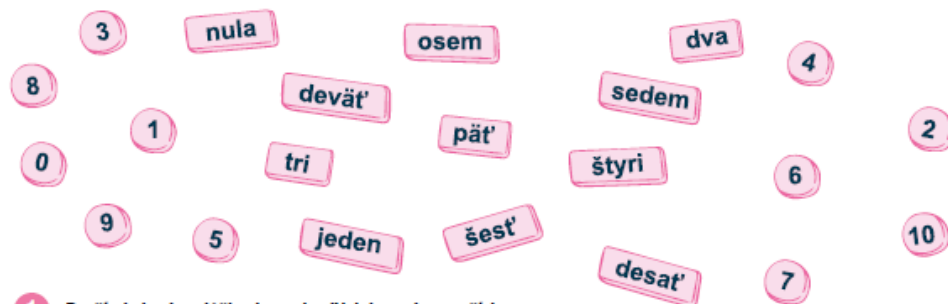 3
nula
osem
dva
4
8
deväť
sedem
1
päť
2
0
tri
štyri
6
9
5
jeden
šesť
10
desať
7